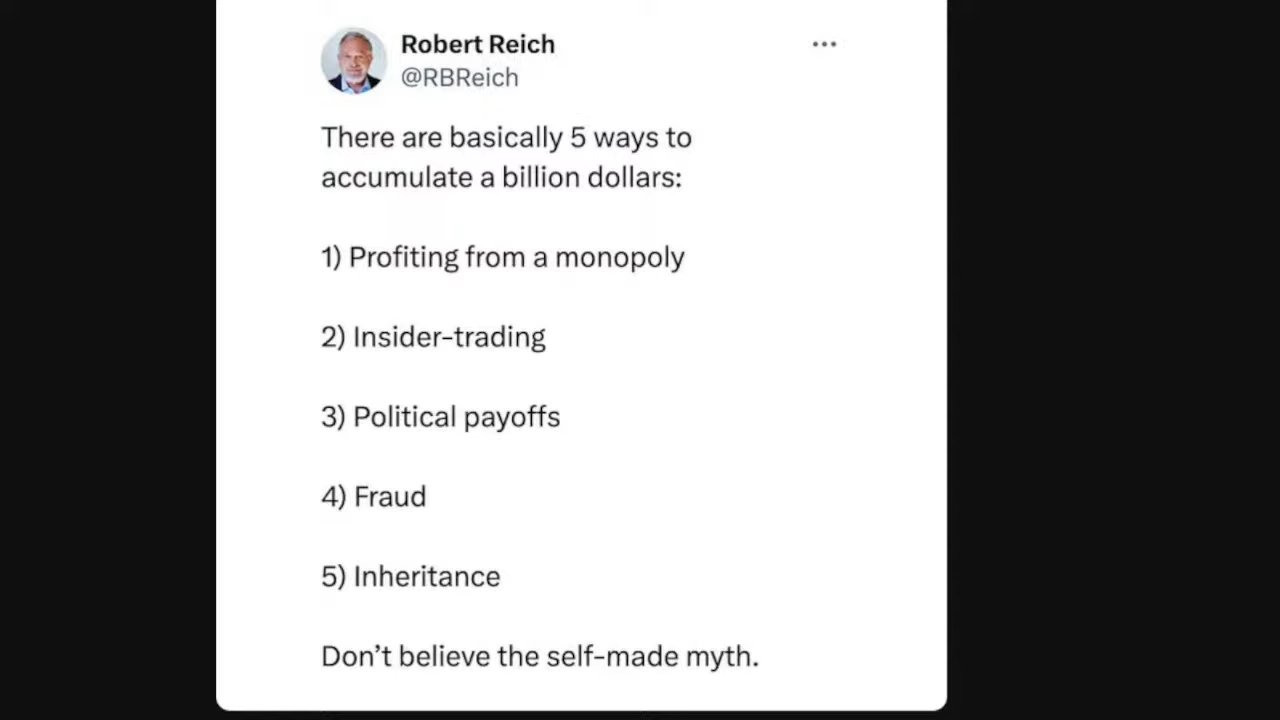 Robert Reich
@RBReich
There are basically 5 ways to
accumulate a billion dollars:
1) Profiting from a monopoly
2) Insider-trading
3) Political payoffs
4) Fraud
5) Inheritance
Don’t believe the self-made myth.